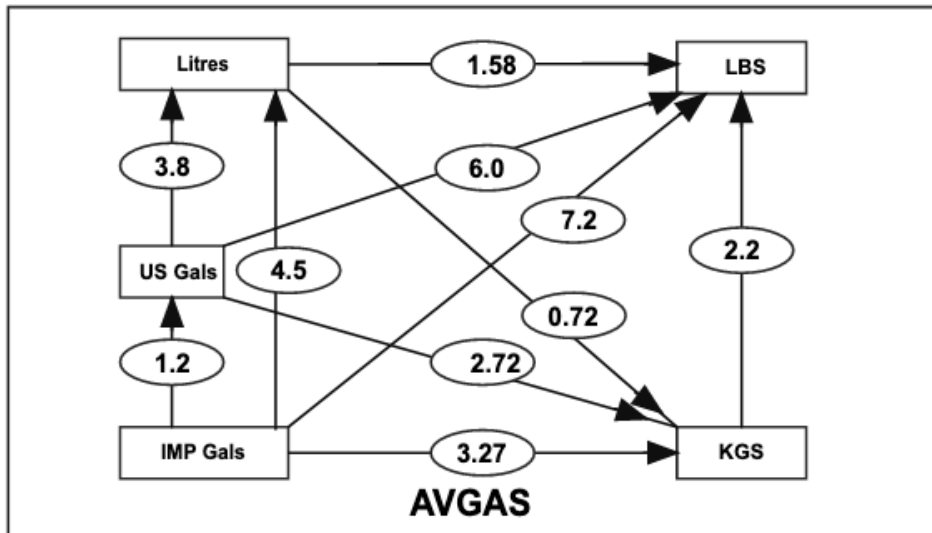 Litres
1.58
LBS
3.8
6.0
7.2
US Gals
4.5
2.2
0.72
1.2
2.72
IMP Gals
3.27
KGS
AVGAS